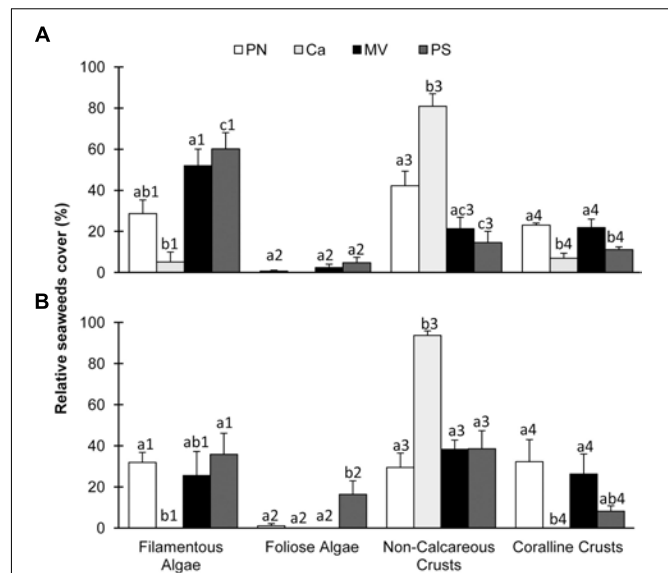 A
PN Ca MV PS
Relative seaweeds cover (%)
100
80
60
40
20
0
ab1 b1 a1 c1 a2 a2 a2 a3 b3 ac3 c3 a4 b4 a4 b4
B
100
80
60
40
20
0
a1 b1 ab1 a1 a2 a2 a2 b2 a3 b3 a3 a3 a4 b4 a4 ab4
Filamentous Algae
Foliose Algae
Non-Calcareous Crusts
Coralline Crusts